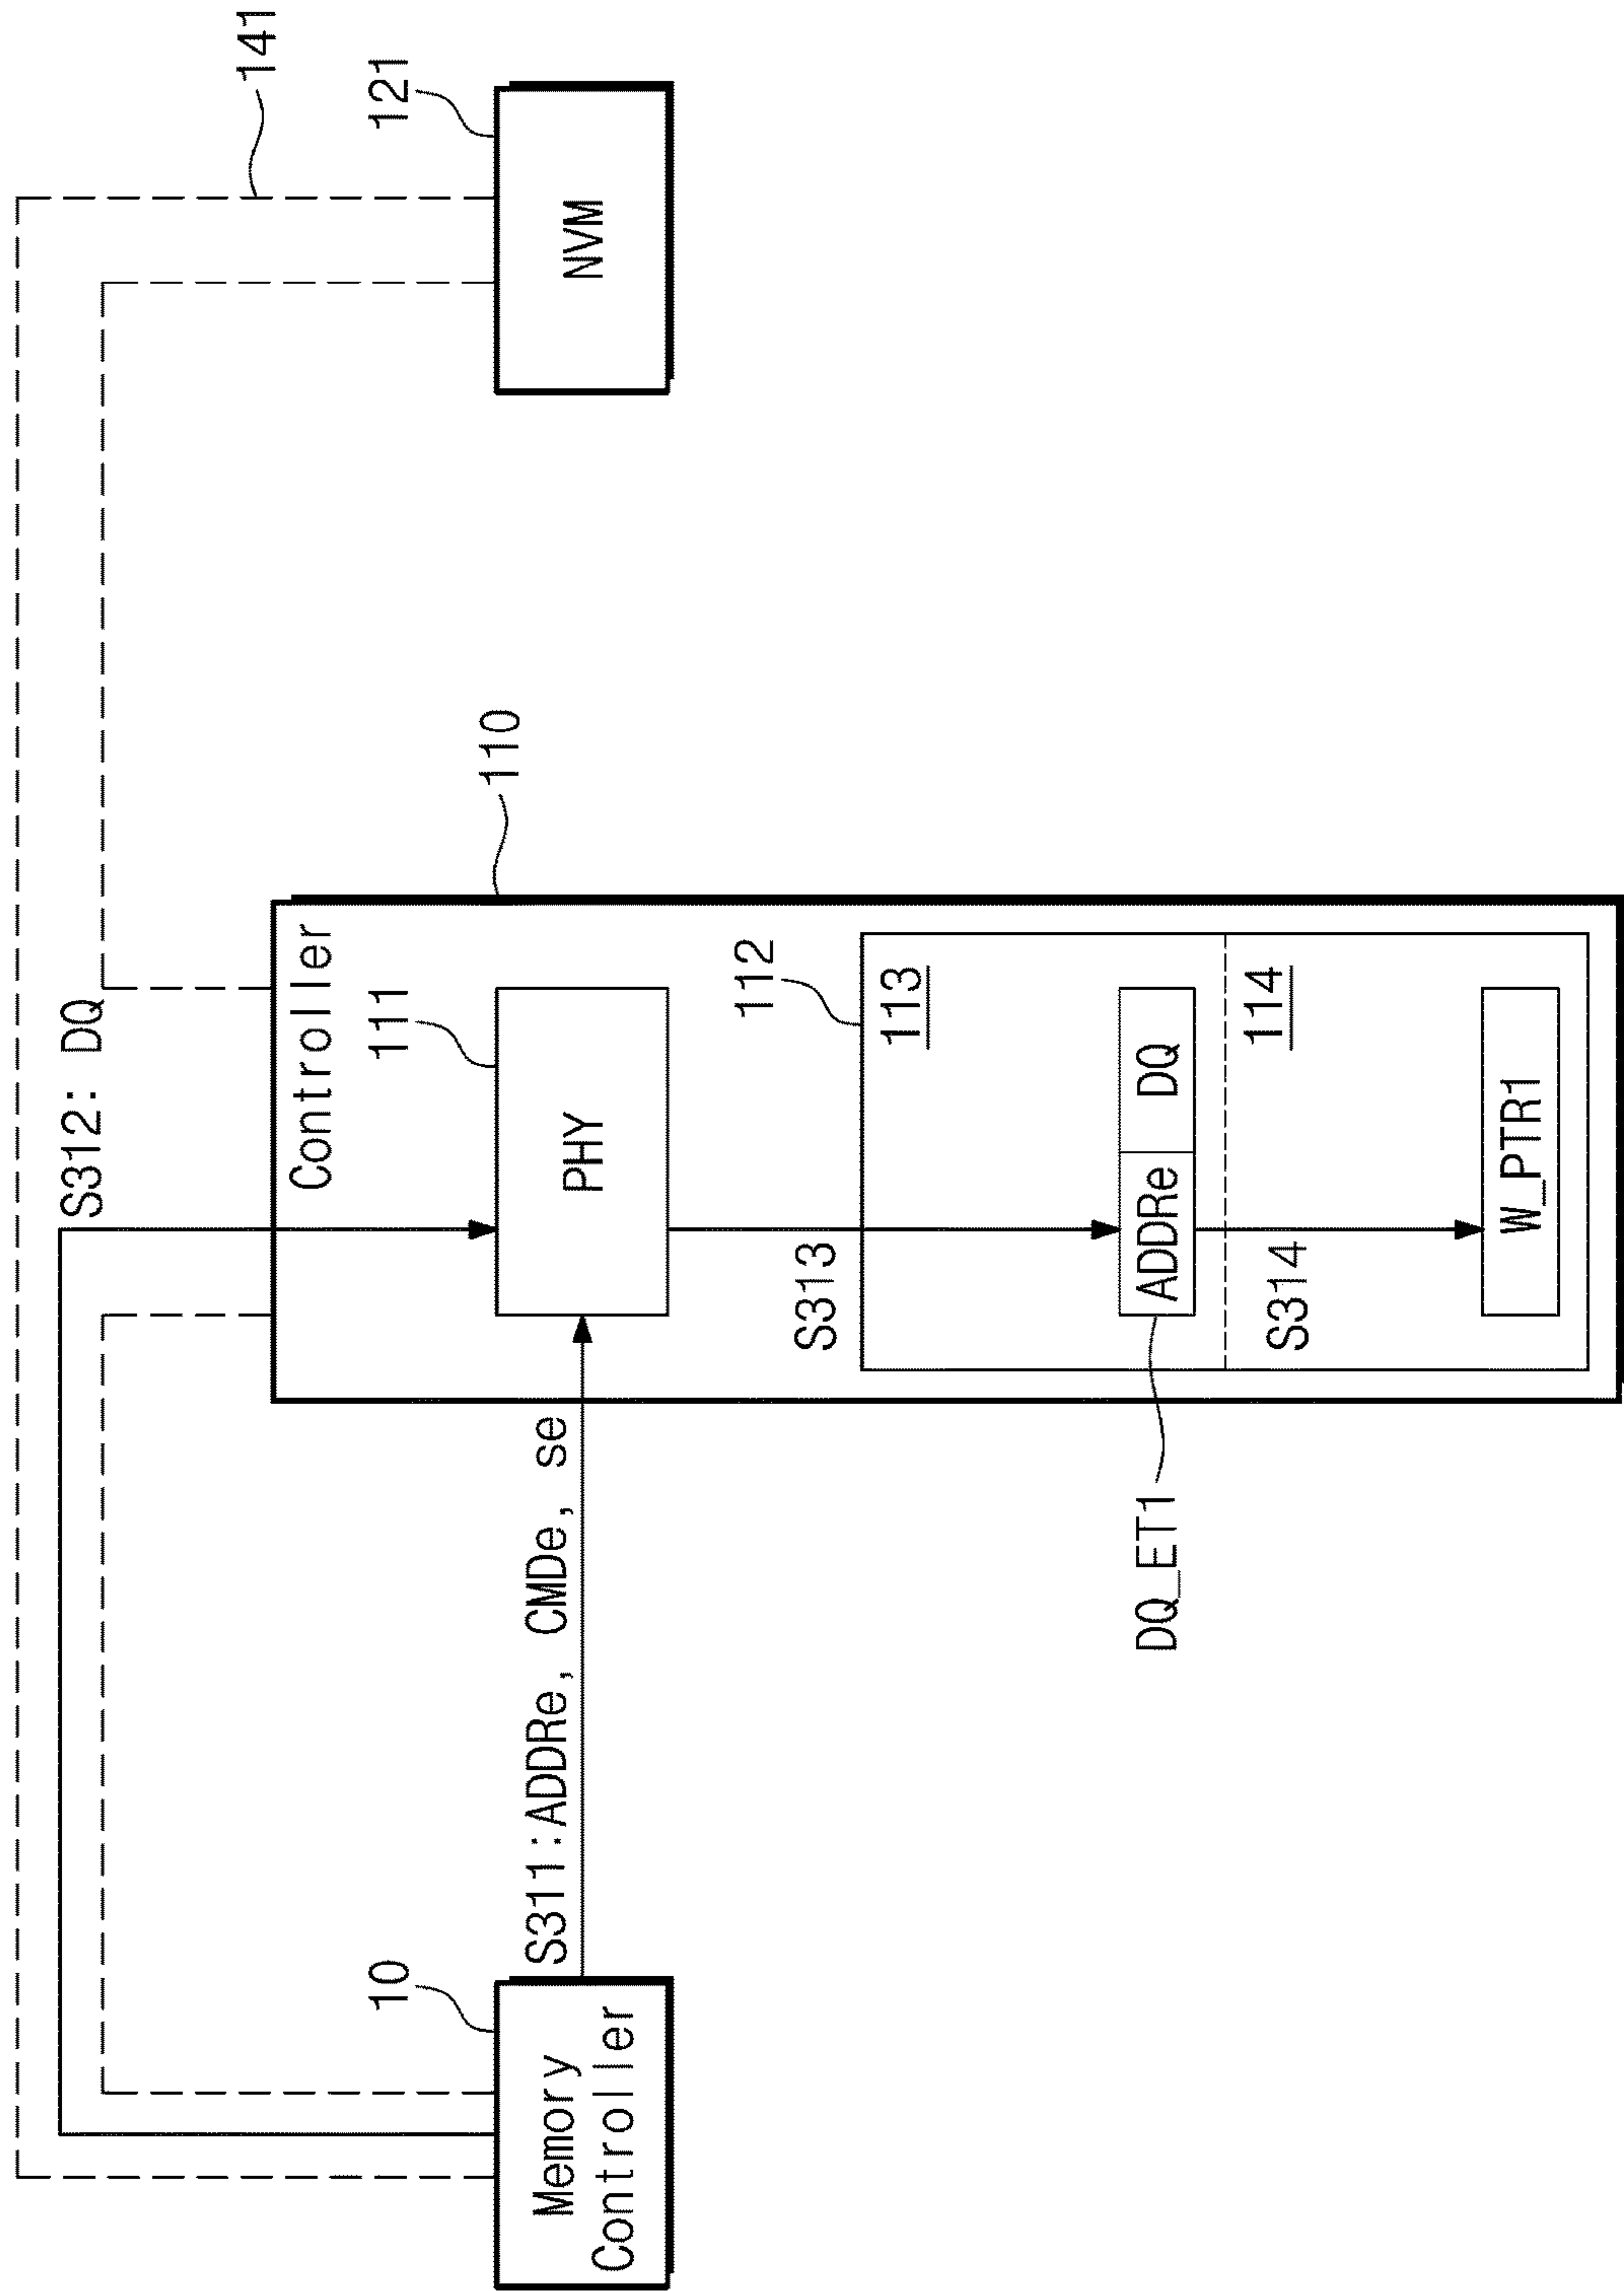 141
S312: DQ
10
Memory
Controller
S311:ADDRe, CMDe, se
110
Controller
111
PHY
121
NVM
S313
112
113
DQ_ET1
ADDRe
DQ
S314
114
W_PTR1